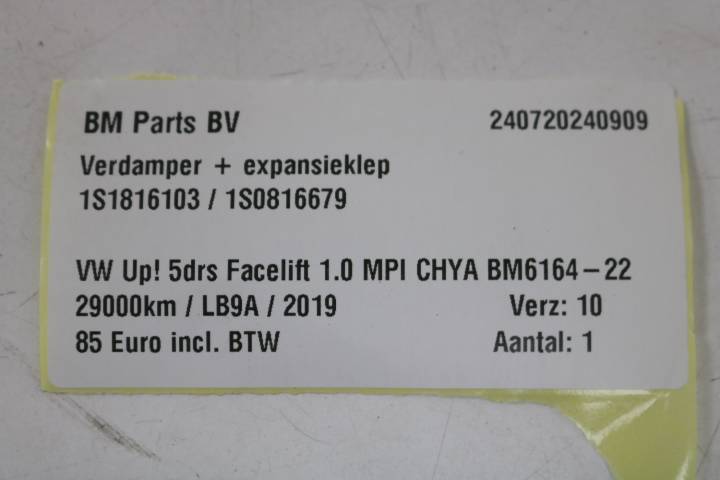 BM Parts BV 240720240909
Verdamper + expansieklep
1S1816103 / 1S0816679
VW Up! 5drs Facelift 1.0 MPI CHYA BM6164-22
29000km / LB9A / 2019 Verz: 10
85 Euro incl. BTW Aantal: 1